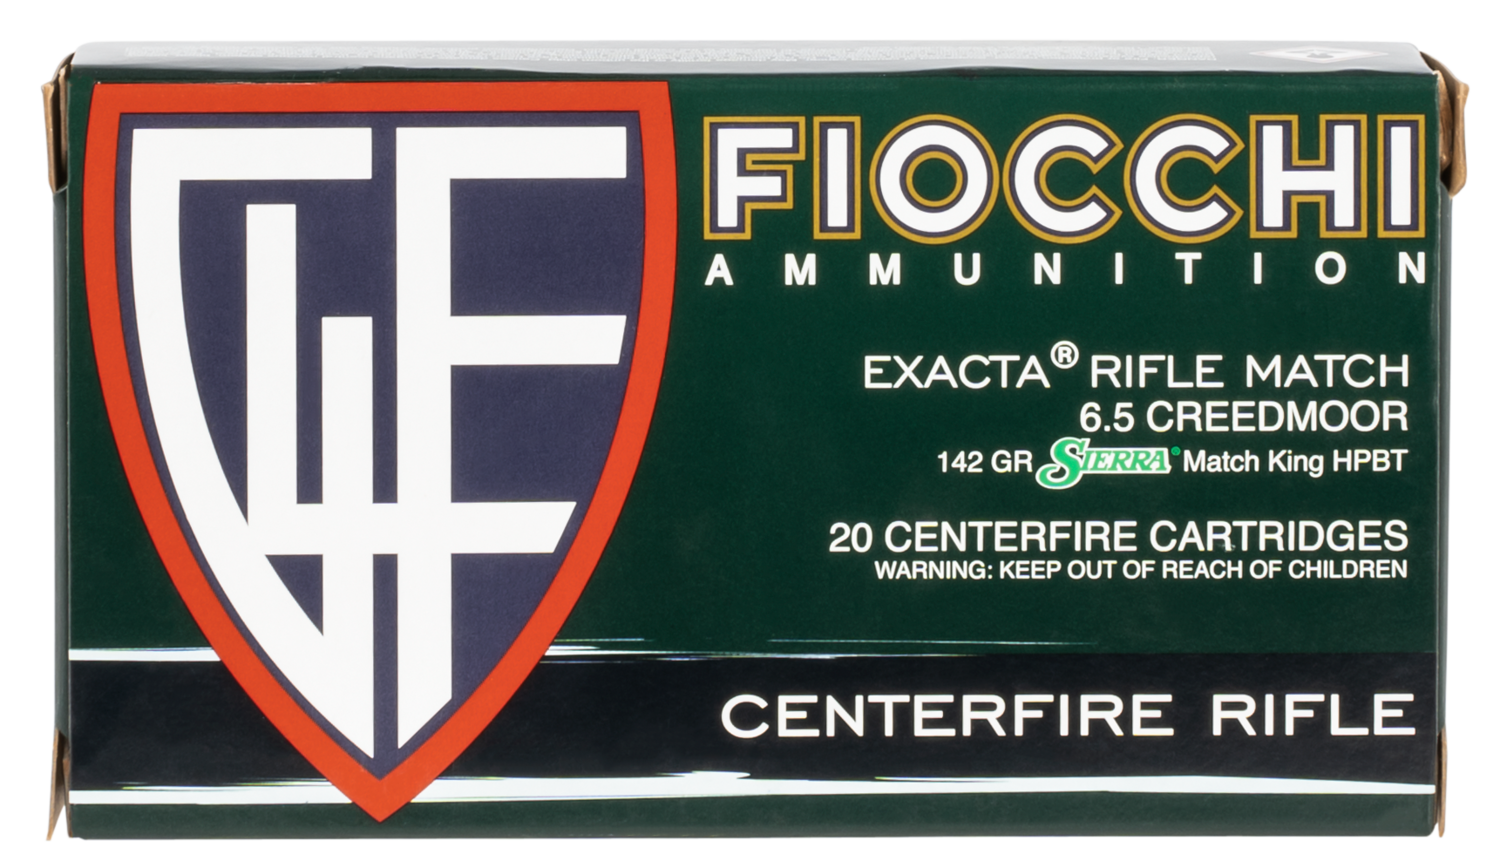 FIOCCHI
AMMUNITION
EXACTA® RIFLE MATCH
6.5 CREEDMOOR
142 GR SIERRA® Match King HPBT
20 CENTERFIRE CARTRIDGES
WARNING: KEEP OUT OF REACH OF CHILDREN
CENTERFIRE RIFLE